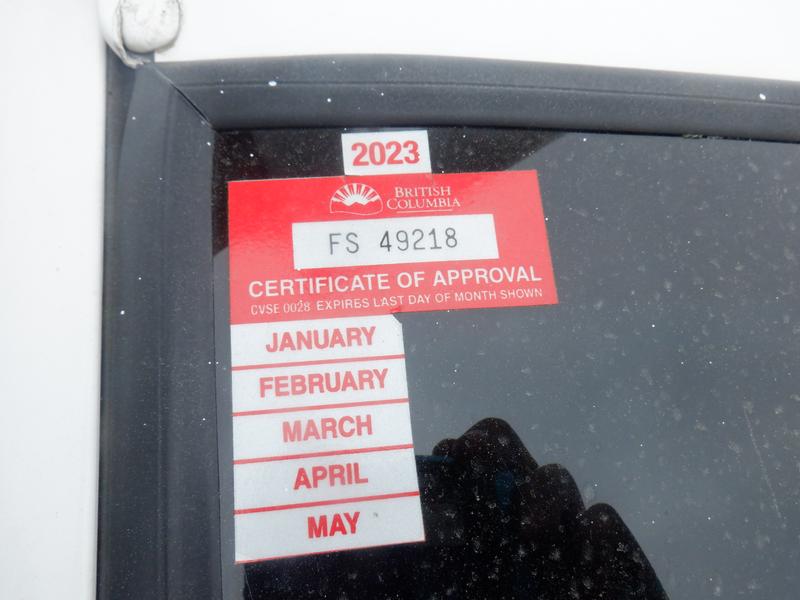 2023
BRITISH
COLUMBIA
FS 49218
CERTIFICATE OF APPROVAL
CVSE 0028 EXPIRES LAST DAY OF MONTH SHOWN
JANUARY
FEBRUARY
MARCH
APRIL
MAY